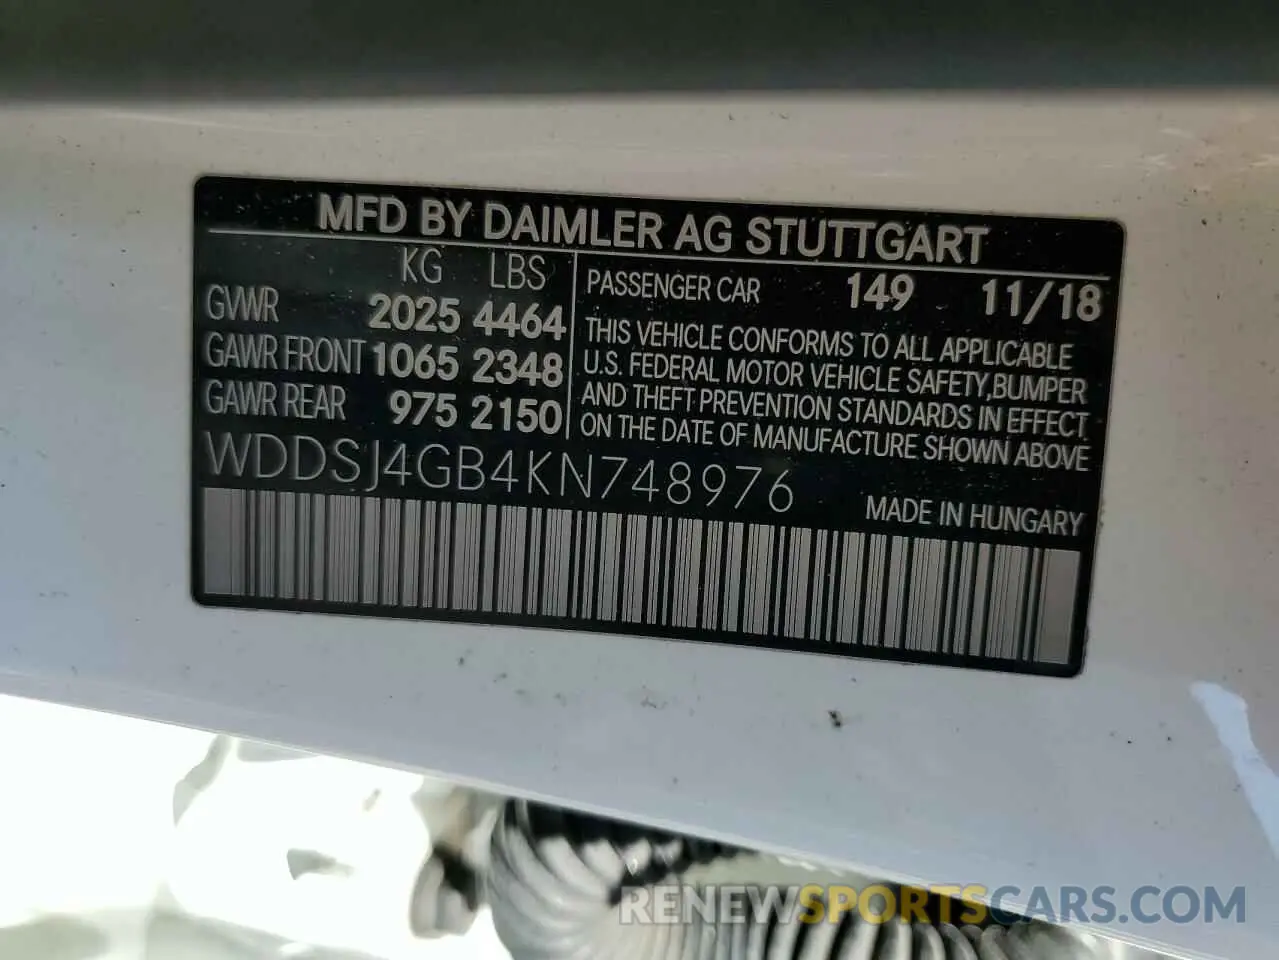 MFD BY DAIMLER AG STUTTGART
KG LBS
GVWR 2025 4464
GAWR FRONT 1065 2348
GAWR REAR 975 2150
PASSENGER CAR 149 11/18
THIS VEHICLE CONFORMS TO ALL APPLICABLE
U.S. FEDERAL MOTOR VEHICLE SAFETY,BUMPER
AND THEFT PREVENTION STANDARDS IN EFFECT
ON THE DATE OF MANUFACTURE SHOWN ABOVE
WDDSJ4GB4KN748976
MADE IN HUNGARY
RENEWSPORTSCARS.COM